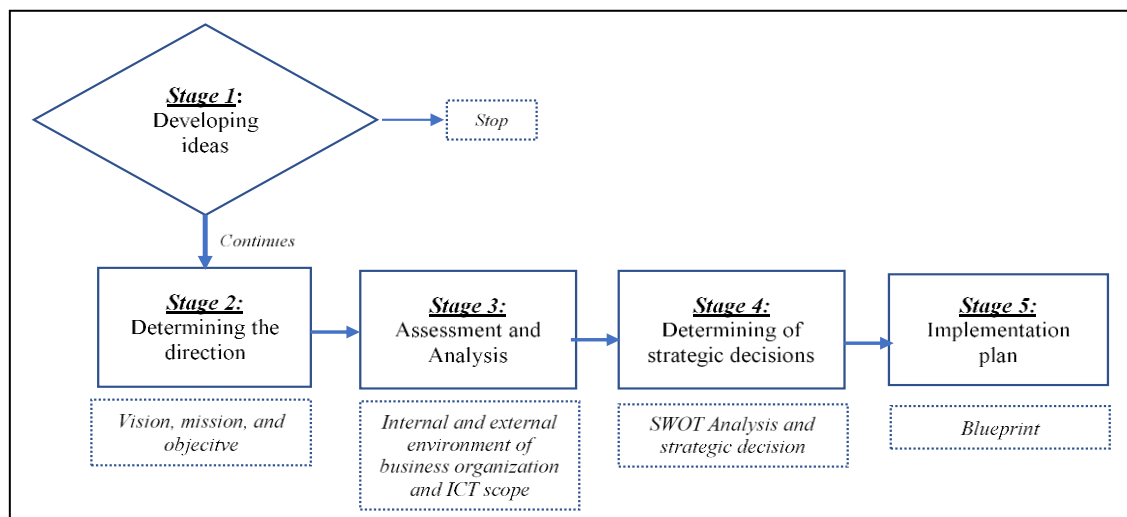 Stage 1:
Developing
ideas
Stop
Continues
Stage 2:
Determining the
direction
Stage 3:
Assessment and
Analysis
Stage 4:
Determining of
strategic decisions
Stage 5:
Implementation
plan
Vision, mission, and
objecitve
Internal and external
environment of
business organization
and ICT scope
SWOT Analysis and
strategic decision
Blueprint